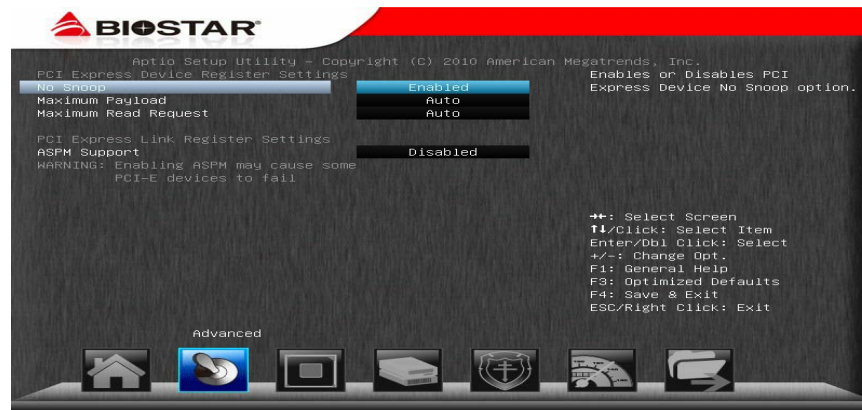 BIOSTAR®
Aptio Setup Utility - Copyright (C) 2010 American Megatrends, Inc.
PCI Express Device Register Settings
No Snoop Enabled
Maximum Payload Auto
Maximum Read Request Auto
PCI Express Link Register Settings
ASPM Support Disabled
WARNING: Enabling ASPM may cause some
PCI-E devices to fail
Enables or Disables PCI
Express Device No Snoop option.
→←: Select Screen
↑↓/Click: Select Item
Enter/Dbl Click: Select
+/-: Change Opt.
F1: General Help
F3: Optimized Defaults
F4: Save & Exit
ESC/Right Click: Exit
Advanced